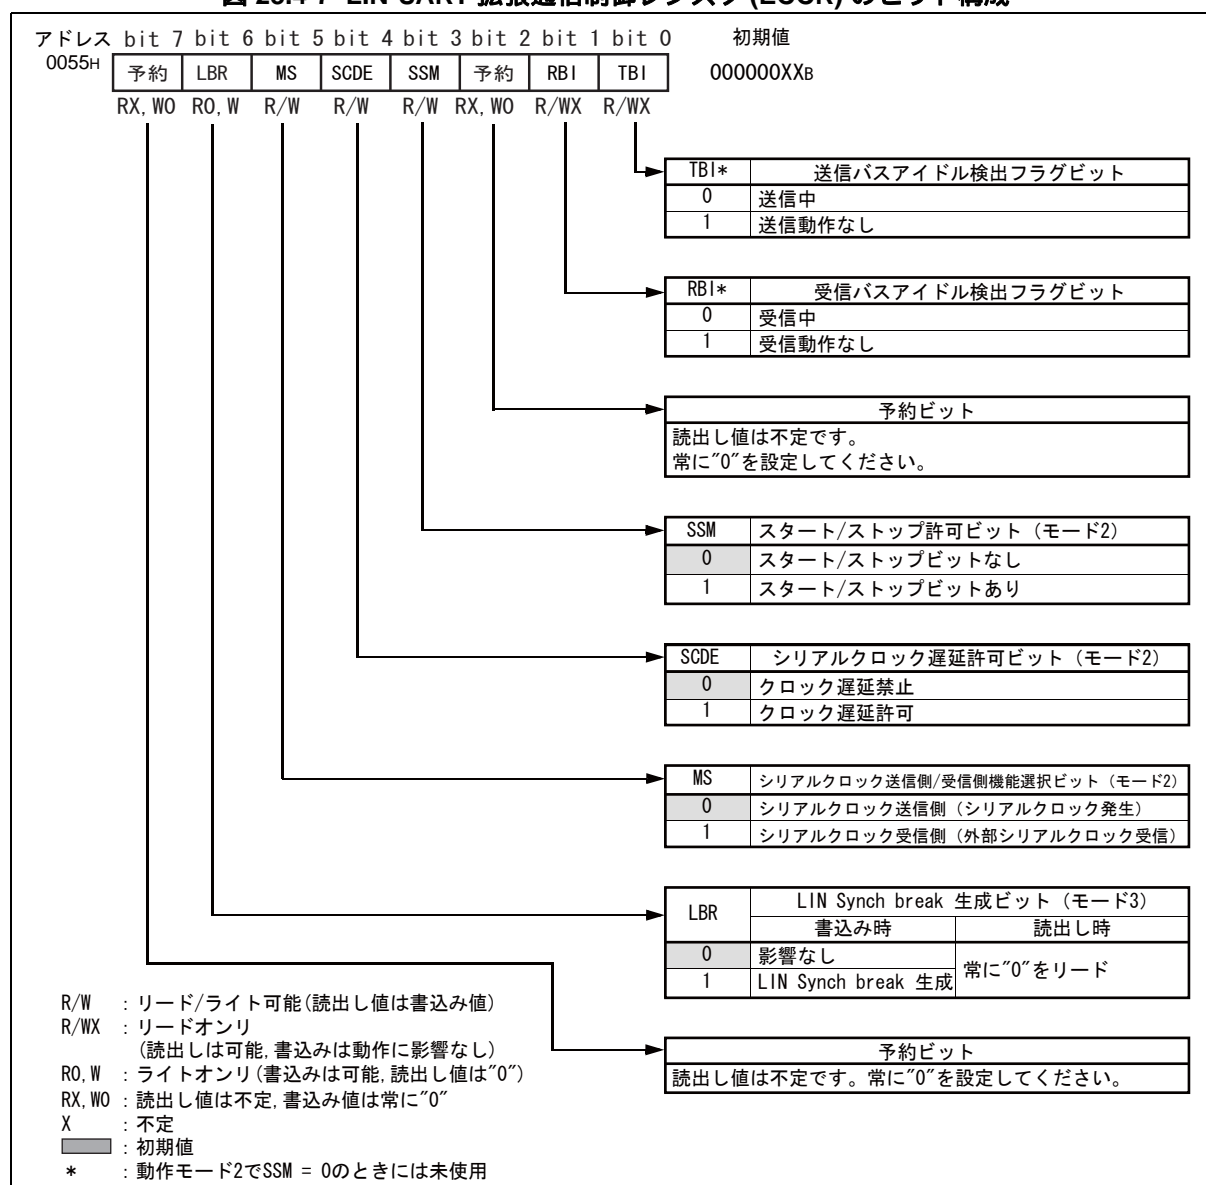 図 23.4-7 LIN-UART 拡張通信制御レジスタ (ECCR) のビット構成
アドレス bit 7 bit 6 bit 5 bit 4 bit 3 bit 2 bit 1 bit 0 初期値
0055H 予約 LBR MS SCDE SSM 予約 RBI TBI 000000XXB
RX,W0 R0,W R/W R/W R/W RX,W0 R/WX R/WX
TBI* 送信バスアイドル検出フラグビット
0 送信中
1 送信動作なし
RBI* 受信バスアイドル検出フラグビット
0 受信中
1 受信動作なし
予約ビット
読出し値は不定です。
常に"0"を設定してください。
SSM スタート/ストップ許可ビット（モード2）
0 スタート/ストップビットなし
1 スタート/ストップビットあり
SCDE シリアルクロック遅延許可ビット（モード2）
0 クロック遅延禁止
1 クロック遅延許可
MS シリアルクロック送信側/受信側機能選択ビット（モード2）
0 シリアルクロック送信側（シリアルクロック発生）
1 シリアルクロック受信側（外部シリアルクロック受信）
LBR LIN Synch break 生成ビット（モード3）
書込み時 読出し時
0 影響なし 常に"0"をリード
1 LIN Synch break 生成
予約ビット
読出し値は不定です。常に"0"を設定してください。
R/W : リード/ライト可能(読出し値は書込み値)
R/WX : リードオンリ
(読出しは可能,書込みは動作に影響なし)
R0,W : ライトオンリ(書込みは可能,読出し値は"0")
RX,W0 : 読出し値は不定,書込み値は常に"0"
X : 不定
: 初期値
* : 動作モード2でSSM = 0のときには未使用